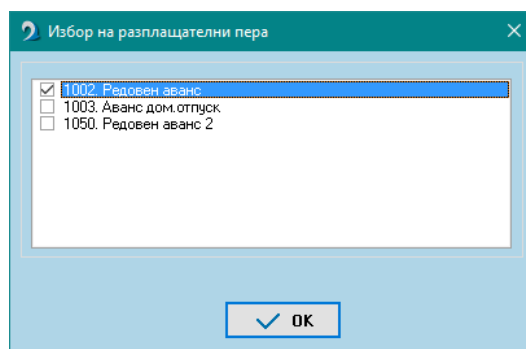 Избор на разплащателни пера
1002. Редовен аванс
1003. Аванс дом.отпуск
1050. Редовен аванс 2
OK